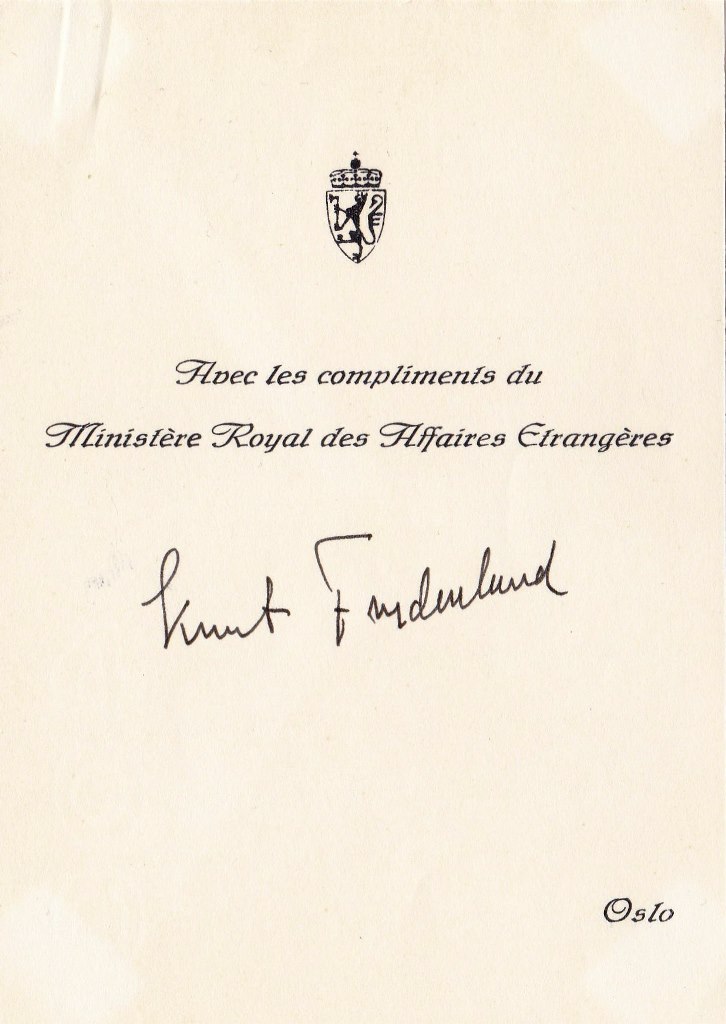 Avec les compliments du
Ministère Royal des Affaires Etrangères
Knut Frydenlund
Oslo